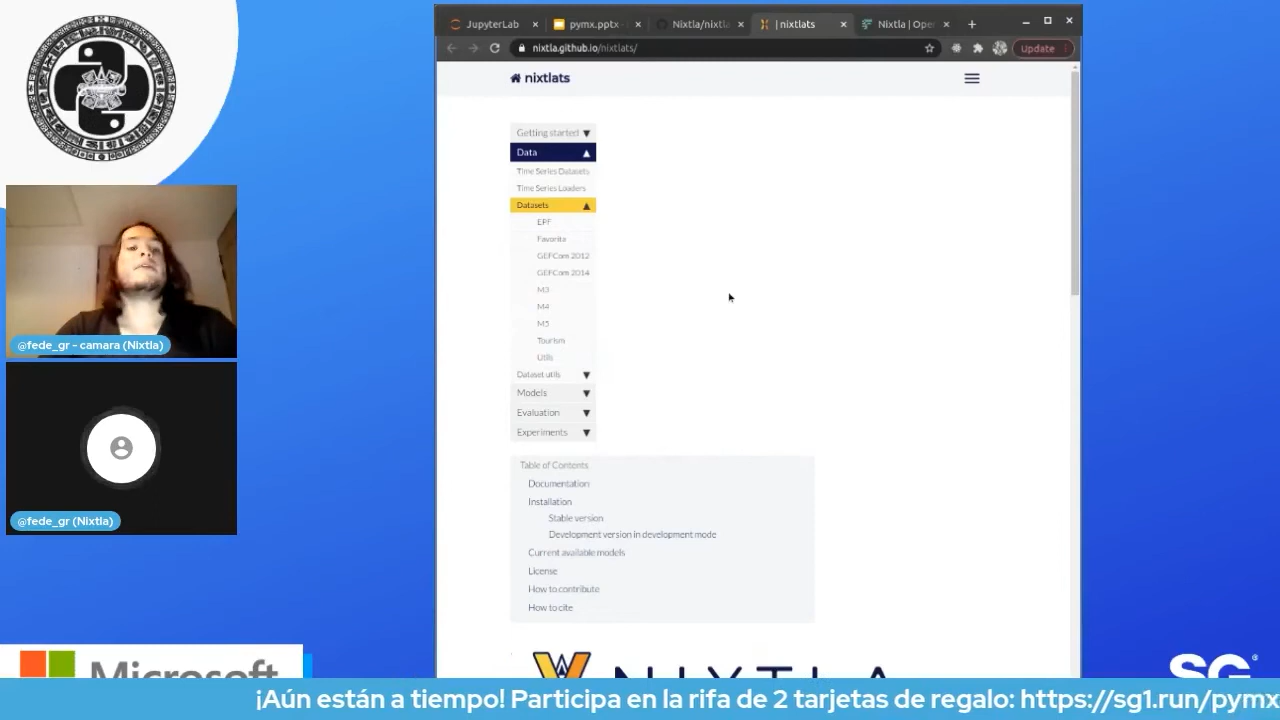 JupyterLab
pymx.pptx -
Nixtla/nixtla
| nixtlats
Nixtla | Ope
nixtla.github.io/nixtlats/
Update
nixtlats
Getting started
Data
Time Series Datasets
Time Series Loaders
Datasets
EPF
Favorita
GEFCom 2012
GEFCom 2014
M3
M4
M5
Tourism
Utils
Dataset utils
Models
Evaluation
Experiments
Table of Contents
Documentation
Installation
Stable version
Development version in development mode
Current available models
License
How to contribute
How to cite
NIXTLA
@fede_gr - camara (Nixtla)
@fede_gr (Nixtla)
Microsoft
SG
¡Aún están a tiempo! Participa en la rifa de 2 tarjetas de regalo: https://sg1.run/pymx